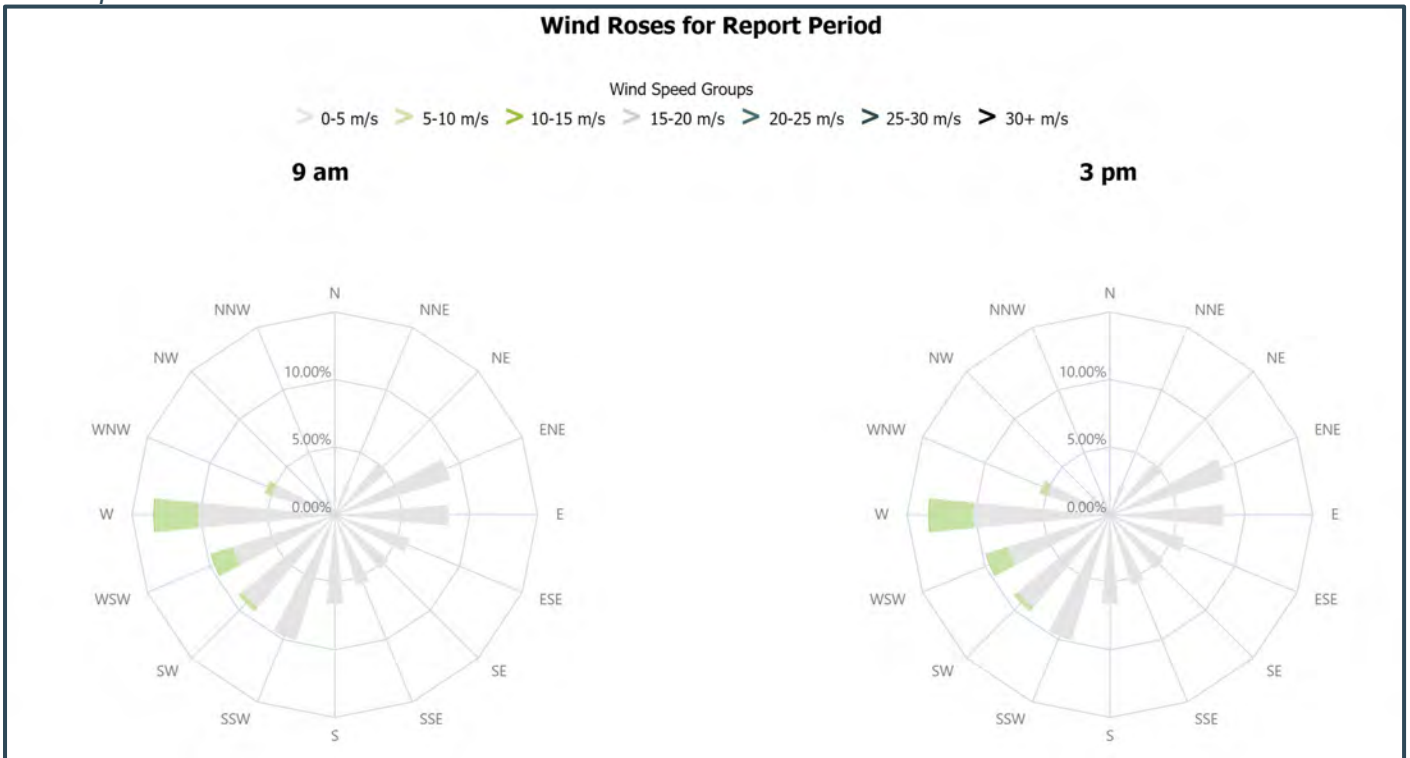 Wind Roses for Report Period
Wind Speed Groups
0-5 m/s 5-10 m/s 10-15 m/s 15-20 m/s 20-25 m/s 25-30 m/s 30+ m/s
9 am
3 pm
N
NNW NNE
NW NE
10.00%
WNW ENE
5.00%
W 0.00% E
WSW ESE
SW SE
SSW SSE
S
N
NNW NNE
NW NE
10.00%
WNW ENE
5.00%
W 0.00% E
WSW ESE
SW SE
SSW SSE
S